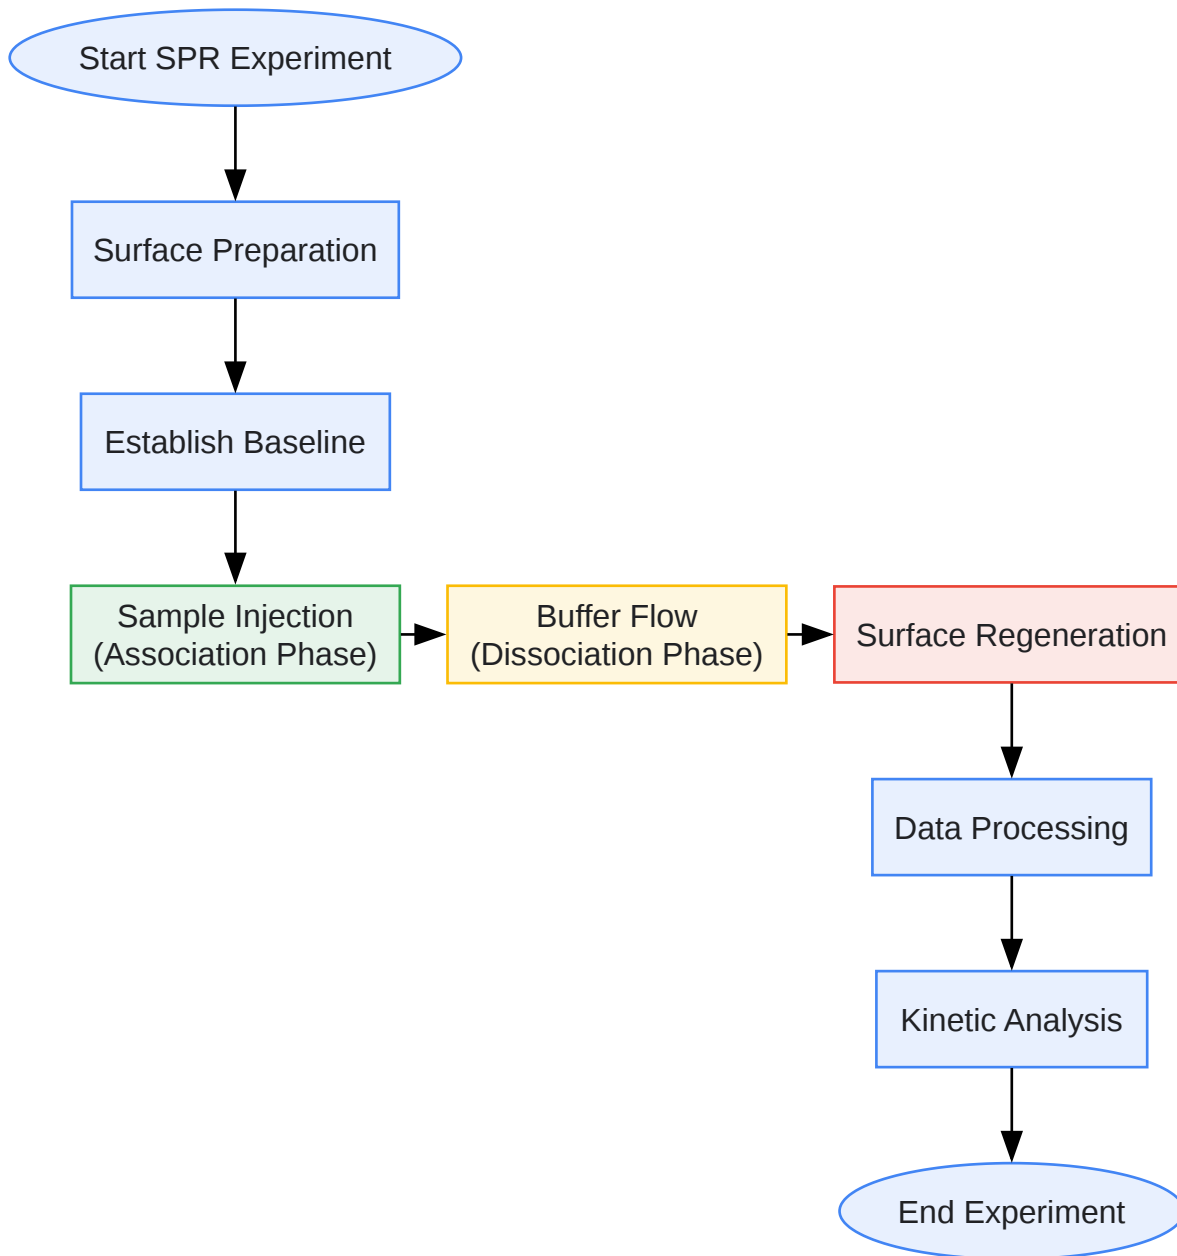 Start SPR Experiment
Surface Preparation
Establish Baseline
Sample Injection
(Association Phase)
Buffer Flow
(Dissociation Phase)
Surface Regeneration
Data Processing
Kinetic Analysis
End Experiment